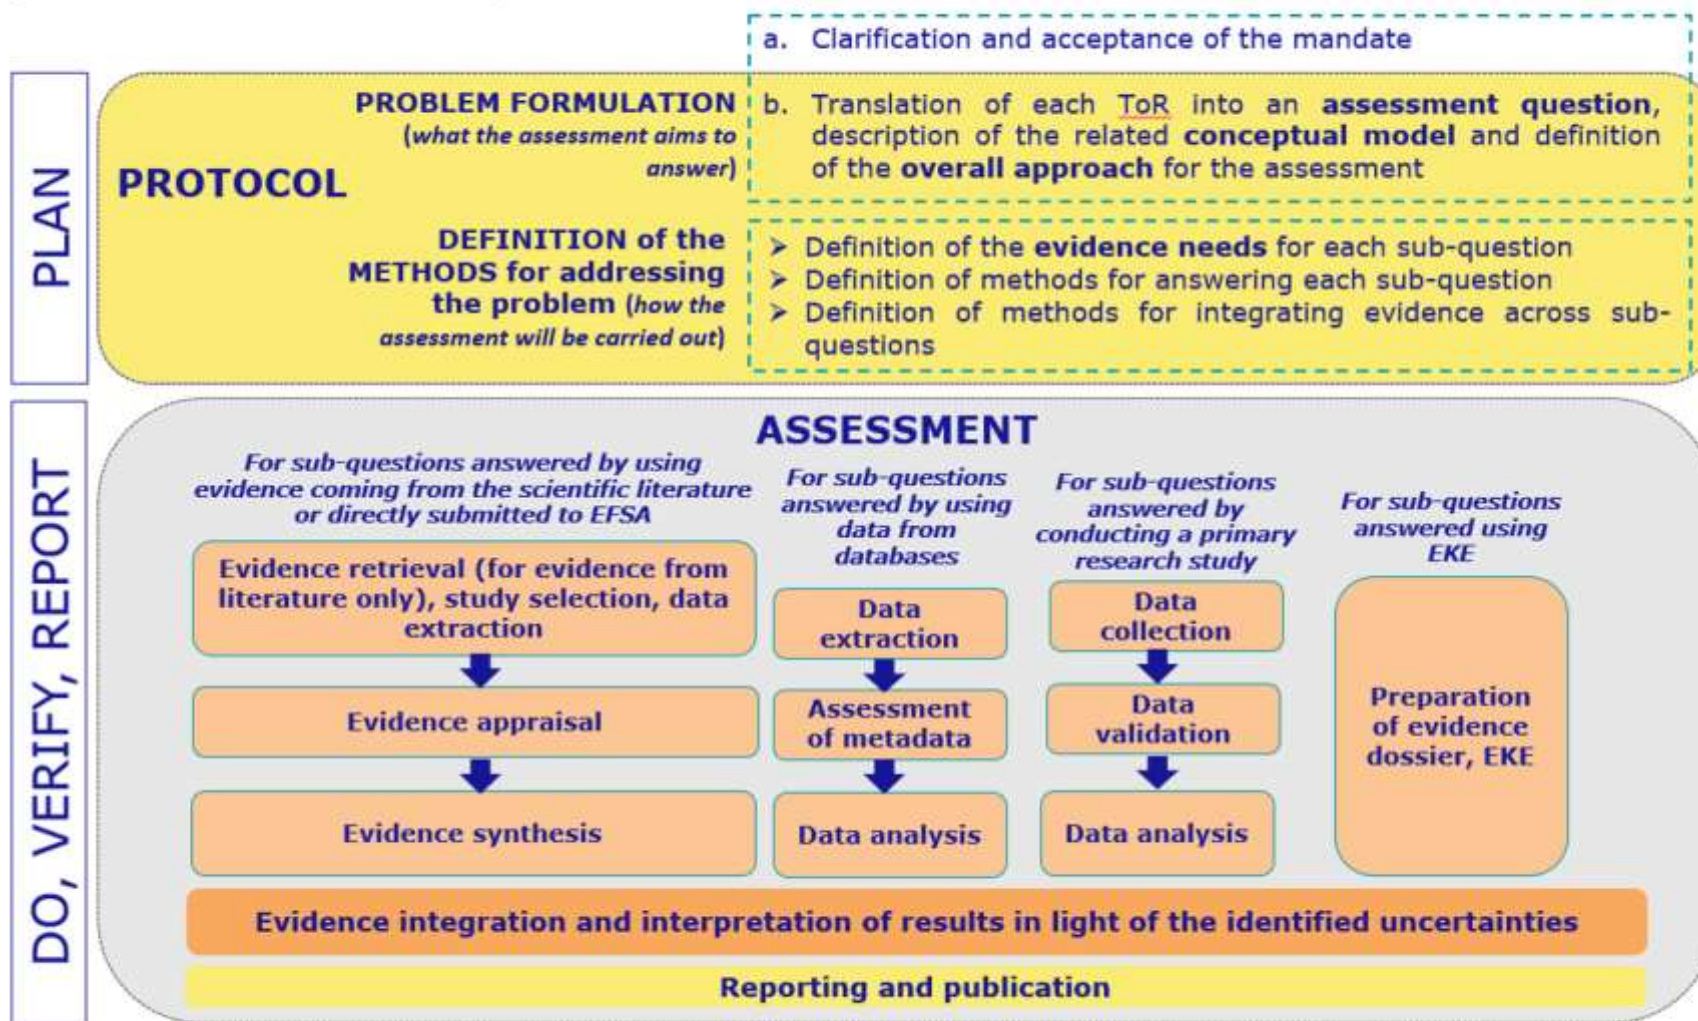 a. Clarification and acceptance of the mandate
PLAN
PROTOCOL
PROBLEM FORMULATION
(what the assessment aims to
answer)
b. Translation of each ToR into an assessment question,
description of the related conceptual model and definition
of the overall approach for the assessment
DEFINITION of the
METHODS for addressing
the problem (how the
assessment will be carried out)
➢ Definition of the evidence needs for each sub-question
➢ Definition of methods for answering each sub-question
➢ Definition of methods for integrating evidence across sub-
questions
DO, VERIFY, REPORT
ASSESSMENT
For sub-questions answered by using
evidence coming from the scientific literature
or directly submitted to EFSA
Evidence retrieval (for evidence from
literature only), study selection, data
extraction
Evidence appraisal
Evidence synthesis
For sub-questions
answered by using
data from
databases
Data
extraction
Assessment
of metadata
Data analysis
For sub-questions
answered by
conducting a primary
research study
Data
collection
Data
validation
Data analysis
For sub-questions
answered using
EKE
Preparation
of evidence
dossier, EKE
Evidence integration and interpretation of results in light of the identified uncertainties
Reporting and publication